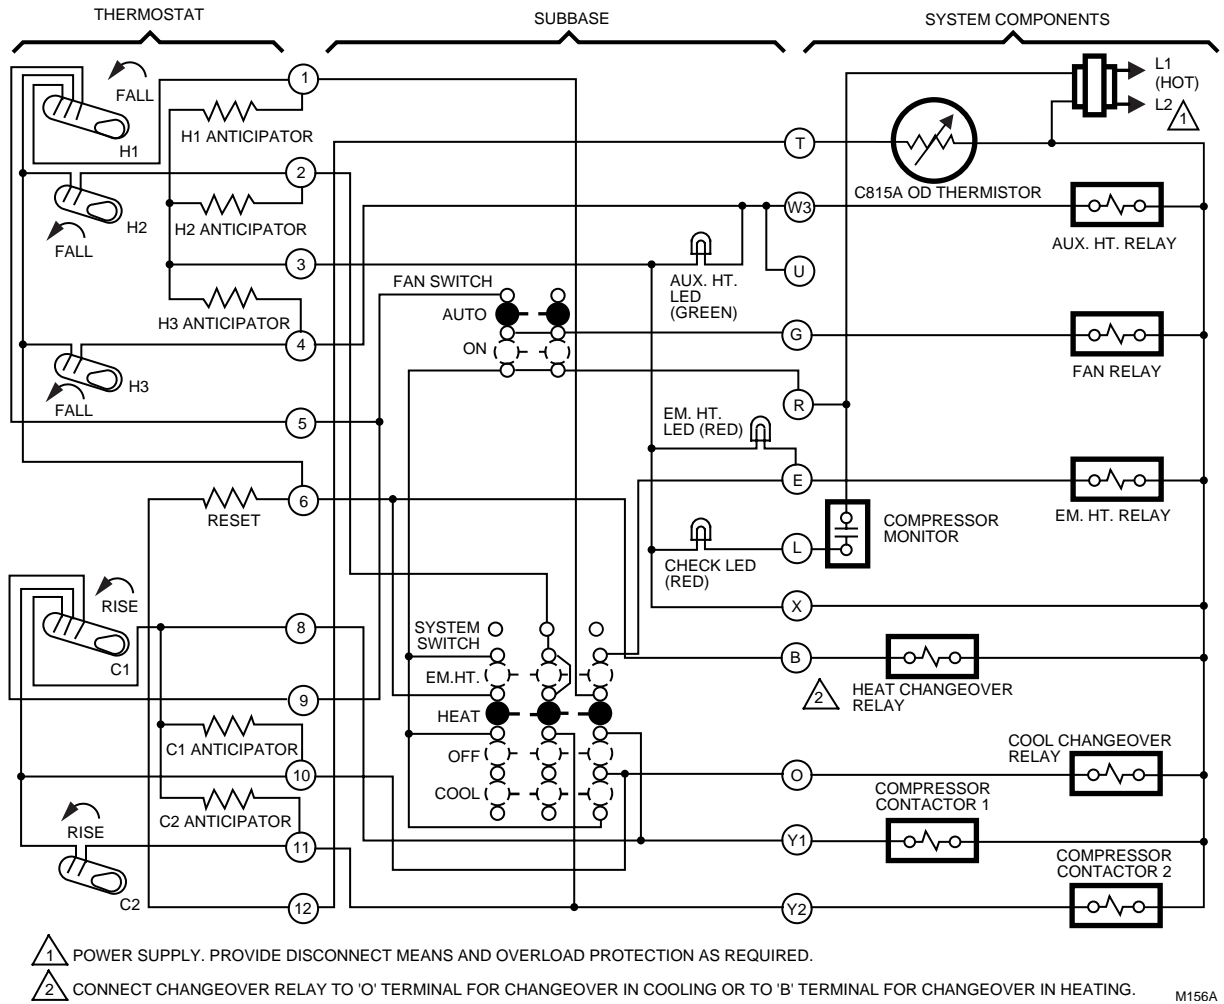 THERMOSTAT
SUBBASE
SYSTEM COMPONENTS
FALL
H1
1
H1 ANTICIPATOR
L1
(HOT)
L2
1
T
C815A OD THERMISTOR
2
H2
FALL
H2 ANTICIPATOR
W3
AUX. HT. RELAY
3
U
FAN SWITCH
AUX. HT.
LED
(GREEN)
H3 ANTICIPATOR
AUTO
ON
4
G
FAN RELAY
H3
FALL
R
5
EM. HT.
LED (RED)
E
EM. HT. RELAY
6
RESET
COMPRESSOR
MONITOR
L
CHECK LED
(RED)
X
RISE
C1
8
SYSTEM
SWITCH
EM.HT.
B
2
HEAT CHANGEOVER
RELAY
9
HEAT
C1 ANTICIPATOR
OFF
COOL CHANGEOVER
RELAY
10
O
COOL
COMPRESSOR
CONTACTOR 1
C2 ANTICIPATOR
RISE
11
Y1
COMPRESSOR
CONTACTOR 2
C2
12
Y2
1 POWER SUPPLY. PROVIDE DISCONNECT MEANS AND OVERLOAD PROTECTION AS REQUIRED.
2 CONNECT CHANGEOVER RELAY TO 'O' TERMINAL FOR CHANGEOVER IN COOLING OR TO 'B' TERMINAL FOR CHANGEOVER IN HEATING.
M156A